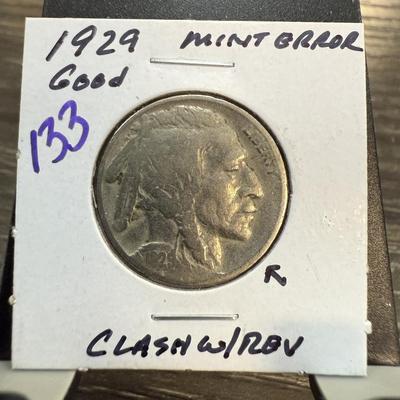 1929 MINT ERROR
Good
133
LIBERTY
CLASH W/REV